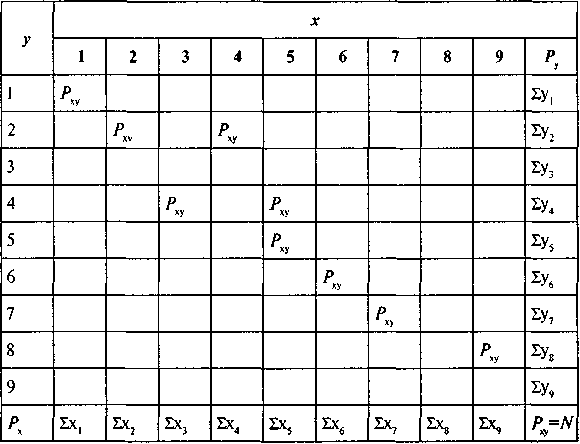 y x
1 2 3 4 5 6 7 8 9 P_y
1 P_xy Σy_1
2 P_xv P_xy Σy_2
3 Σy_3
4 P_xy P_xy Σy_4
5 P_xy Σy_5
6 P_xy Σy_6
7 P_xy Σy_7
8 P_xy Σy_8
9 Σy_9
P_x Σx_1 Σx_2 Σx_3 Σx_4 Σx_5 Σx_6 Σx_7 Σx_8 Σx_9 P_xy=N